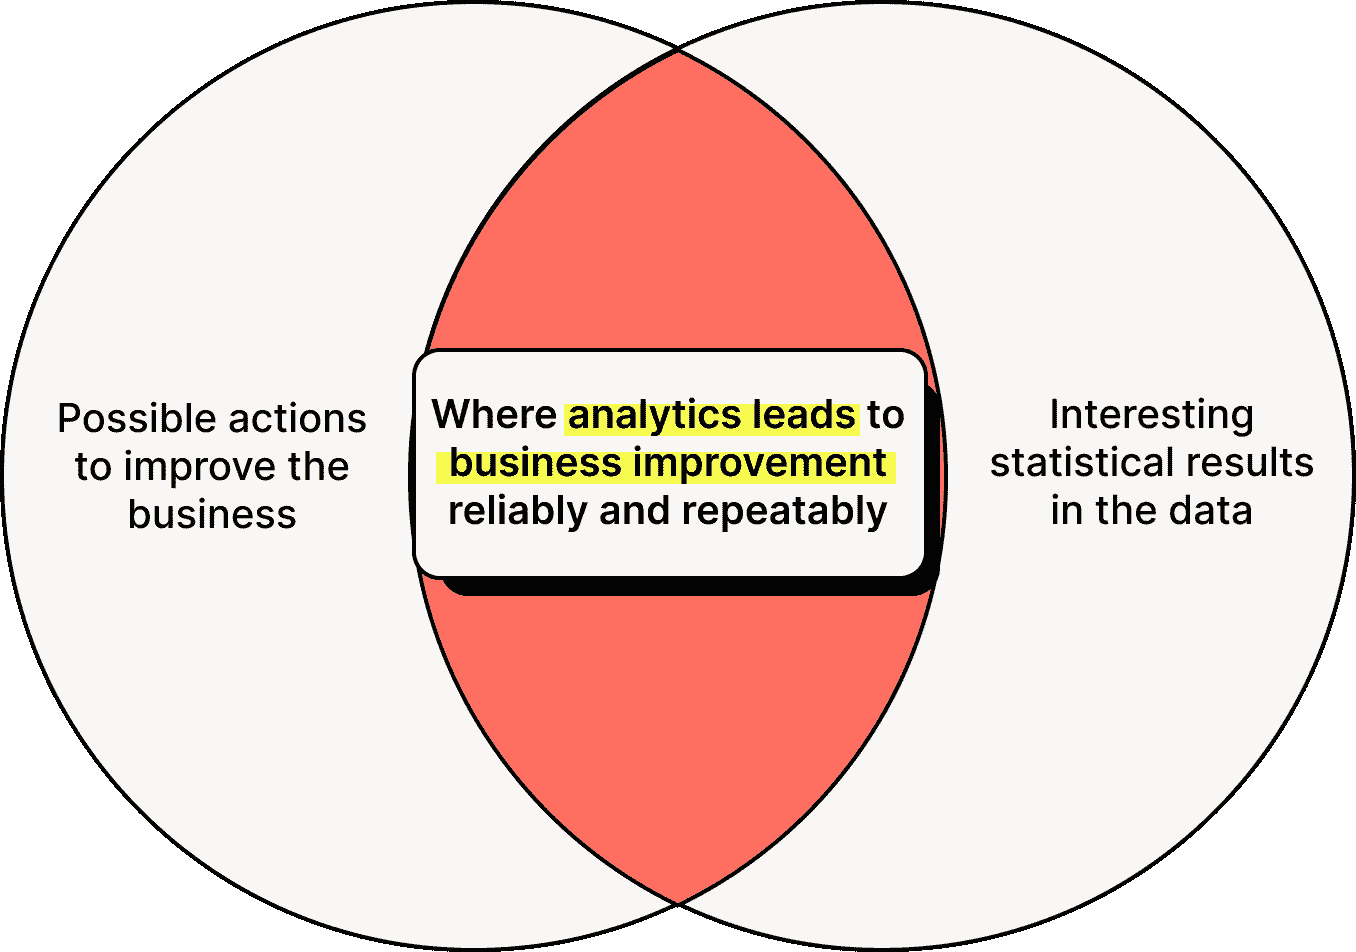 Possible actions
to improve the
business
Where analytics leads to
business improvement
reliably and repeatably
Interesting
statistical results
in the data